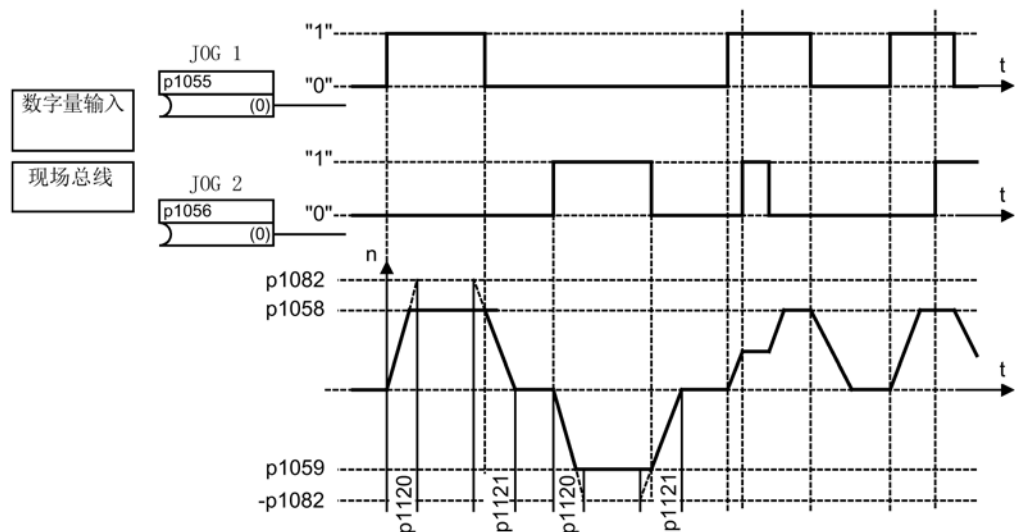 "1"
JOG 1
p1055
(0)
"0"
t
数字量输入
现场总线
"1"
JOG 2
p1056
(0)
"0"
t
n
p1082
p1058
t
p1059
-p1082
p1120
p1121
p1120
p1121